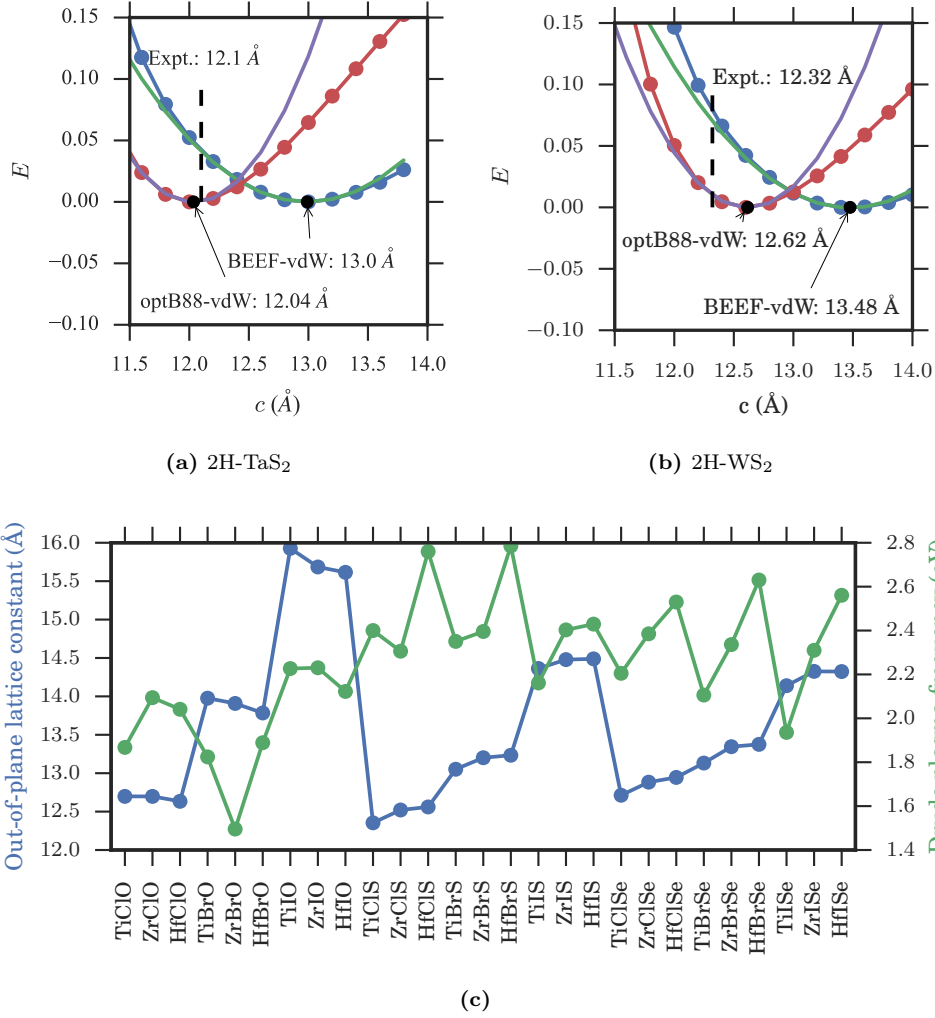 0.15
0.10
0.05
0.00
−0.05
−0.10
E
Expt.: 12.1 Å
BEEF-vdW: 13.0 Å
optB88-vdW: 12.04 Å
11.5 12.0 12.5 13.0 13.5 14.0
c (Å)
(a) 2H-TaS₂
0.15
0.10
0.05
0.00
−0.05
−0.10
E
Expt.: 12.32 Å
optB88-vdW: 12.62 Å
BEEF-vdW: 13.48 Å
11.5 12.0 12.5 13.0 13.5 14.0
c (Å)
(b) 2H-WS₂
Out-of-plane lattice constant (Å)
16.0
15.5
15.0
14.5
14.0
13.5
13.0
12.5
12.0
2.8
2.6
2.4
2.2
2.0
1.8
1.6
1.4
TiClO
ZrClO
HfClO
TiBrO
ZrBrO
HfBrO
TiIO
ZrIO
HfIO
TiClS
ZrClS
HfClS
TiBrS
ZrBrS
HfBrS
TiIS
ZrIS
HfIS
TiClSe
ZrClSe
HfClSe
TiBrSe
ZrBrSe
HfBrSe
TiISe
ZrISe
HfISe
(c)